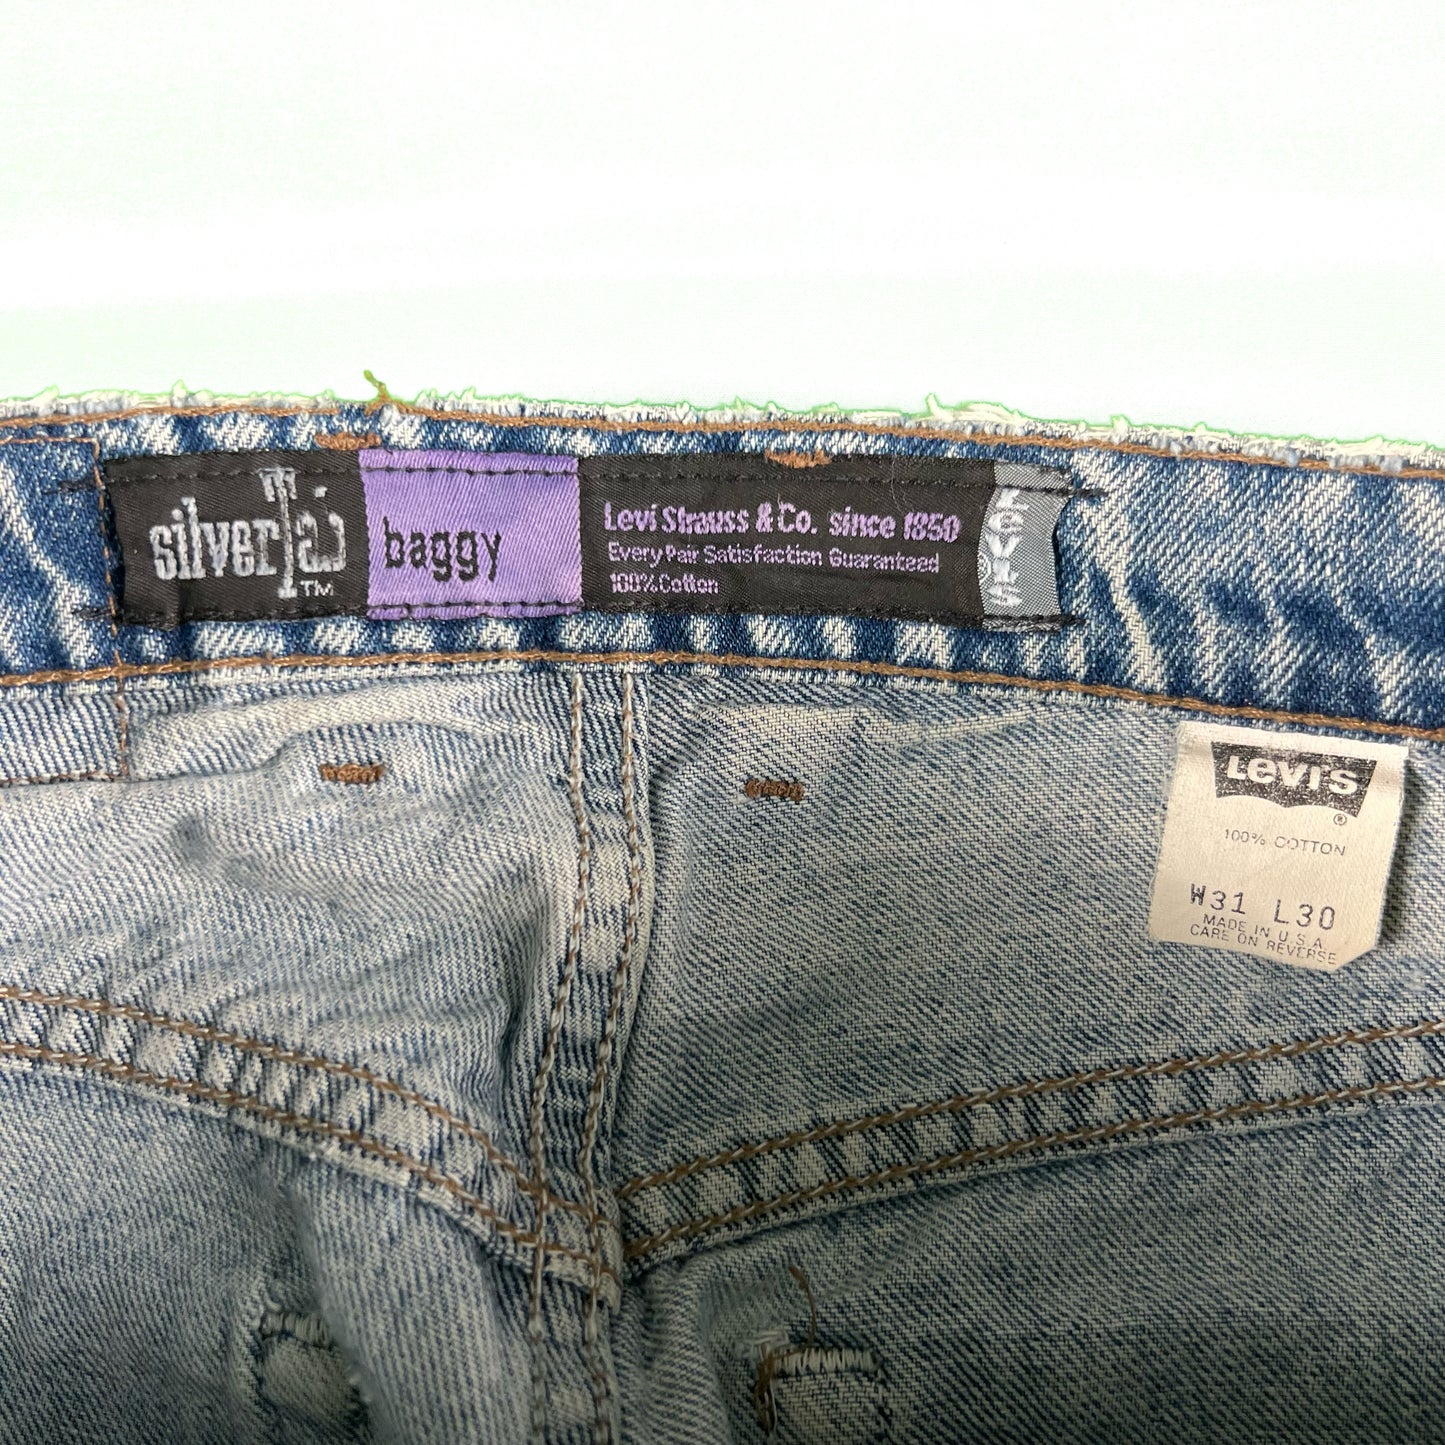 silvertab
TM
baggy
Levi Strauss & Co. since 1850
Every Pair Satisfaction Guaranteed
100% Cotton
LEVI'S
®
LEVI'S
®
100% COTTON
W31 L30
MADE IN U.S.A.
CARE ON REVERSE